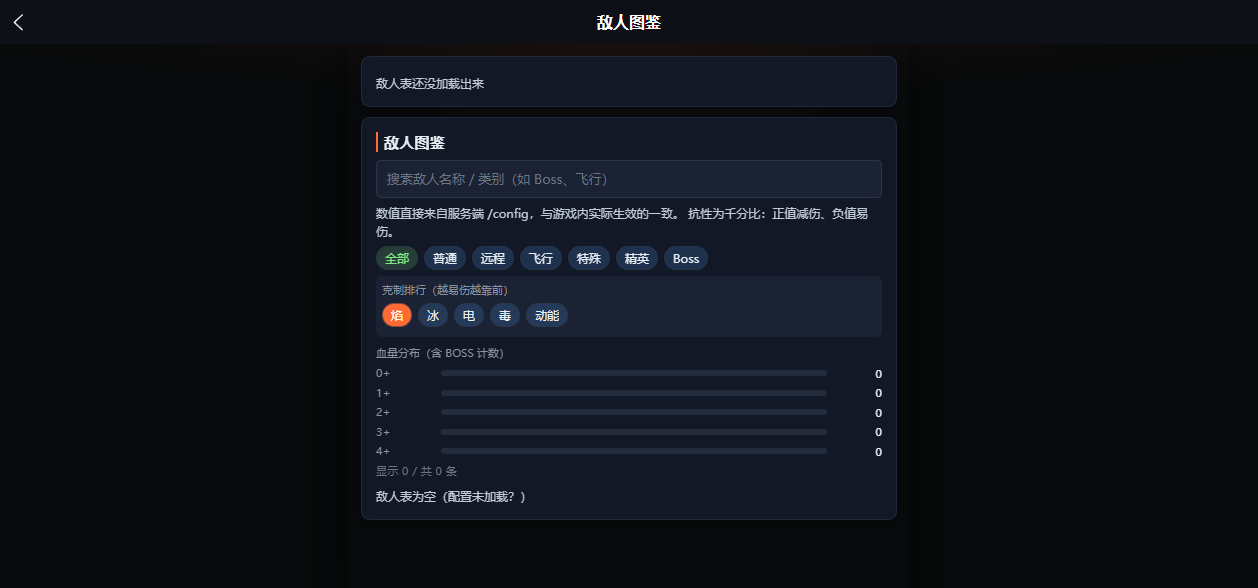 敌人图鉴
敌人表还没加载出来
敌人图鉴
搜索敌人名称 / 类别（如 Boss、飞行）
数值直接来自服务端 /config，与游戏内实际生效的一致。 抗性为千分比：正值减伤、负值易
伤。
全部 普通 远程 飞行 特殊 精英 Boss
克制排行（越易伤越靠前）
焰 冰 电 毒 动能
血量分布（含 BOSS 计数）
0+ 0
1+ 0
2+ 0
3+ 0
4+ 0
显示 0 / 共 0 条
敌人表为空（配置未加载？）